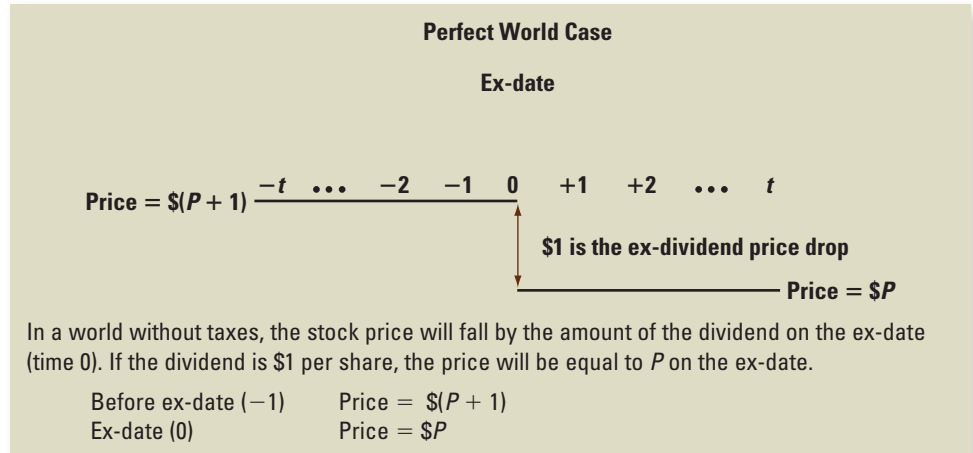 Perfect World Case
Ex-date
−t ... −2 −1 0 +1 +2 ... t
Price = $(P + 1)
$1 is the ex-dividend price drop
Price = $P
In a world without taxes, the stock price will fall by the amount of the dividend on the ex-date
(time 0). If the dividend is $1 per share, the price will be equal to P on the ex-date.
Before ex-date (−1) Price = $(P + 1)
Ex-date (0) Price = $P